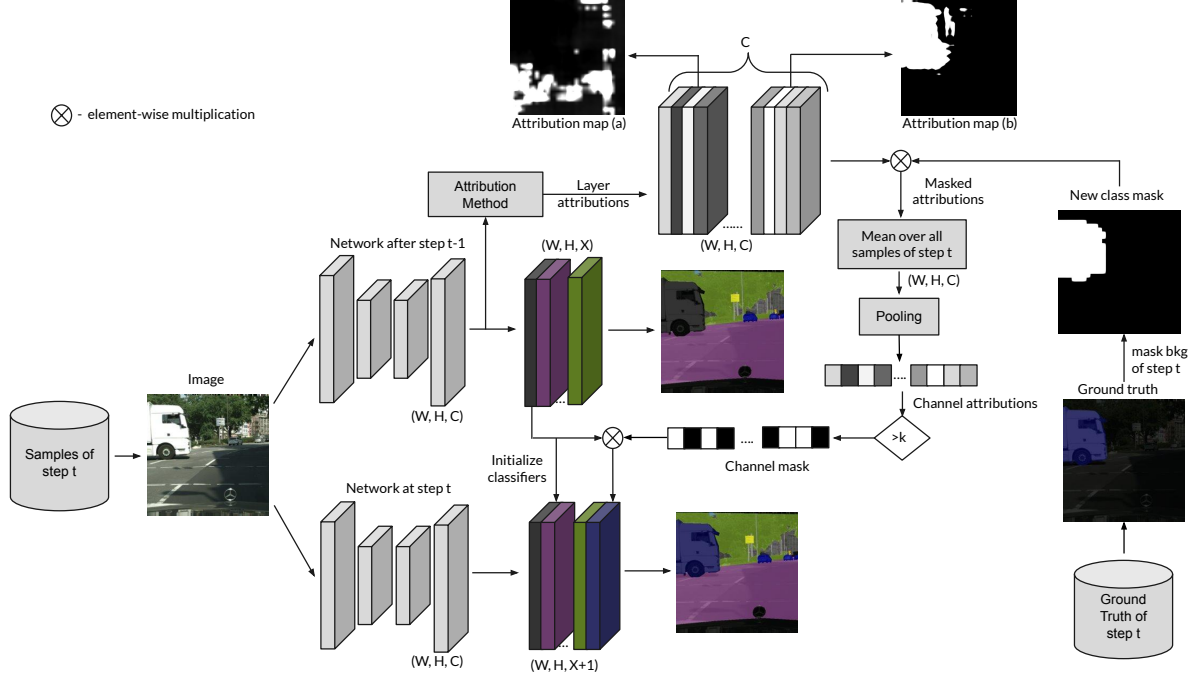 C
- element-wise multiplication
Attribution map (a)
Attribution map (b)
Attribution
Method
Layer
attributions
......
(W, H, C)
Masked
attributions
New class mask
Mean over all
samples of step t
(W, H, C)
Pooling
....
Channel attributions
>k
....
Channel mask
mask bkg
of step t
Ground truth
Ground
Truth of
step t
Network after step t-1
(W, H, X)
...
(W, H, C)
Image
Samples of
step t
Initialize
classifiers
Network at step t
(W, H, C)
...
(W, H, X+1)